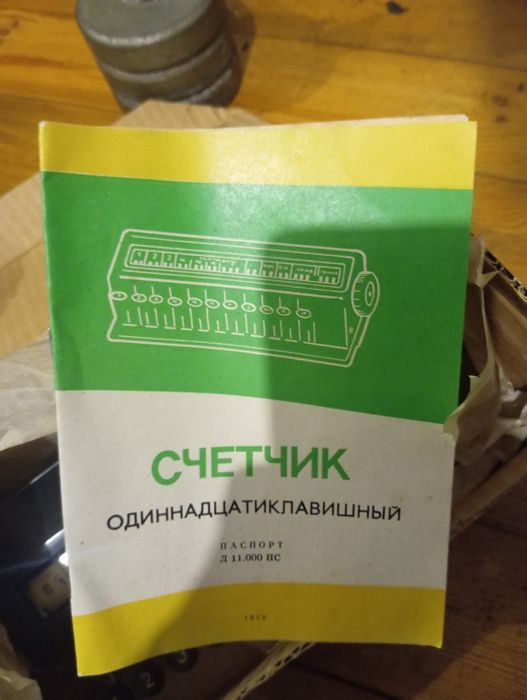 СЧЕТЧИК
ОДИННАДЦАТИКЛАВИШНЫЙ
ПАСПОРТ
Л 11.000 ПС